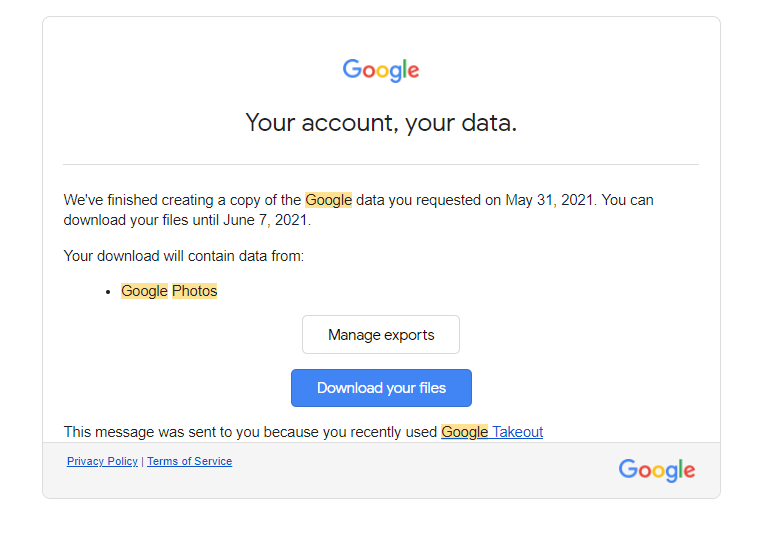 Google
Your account, your data.
We've finished creating a copy of the Google data you requested on May 31, 2021. You can
download your files until June 7, 2021.
Your download will contain data from:
• Google Photos
Manage exports
Download your files
This message was sent to you because you recently used Google Takeout
Privacy Policy | Terms of Service
Google